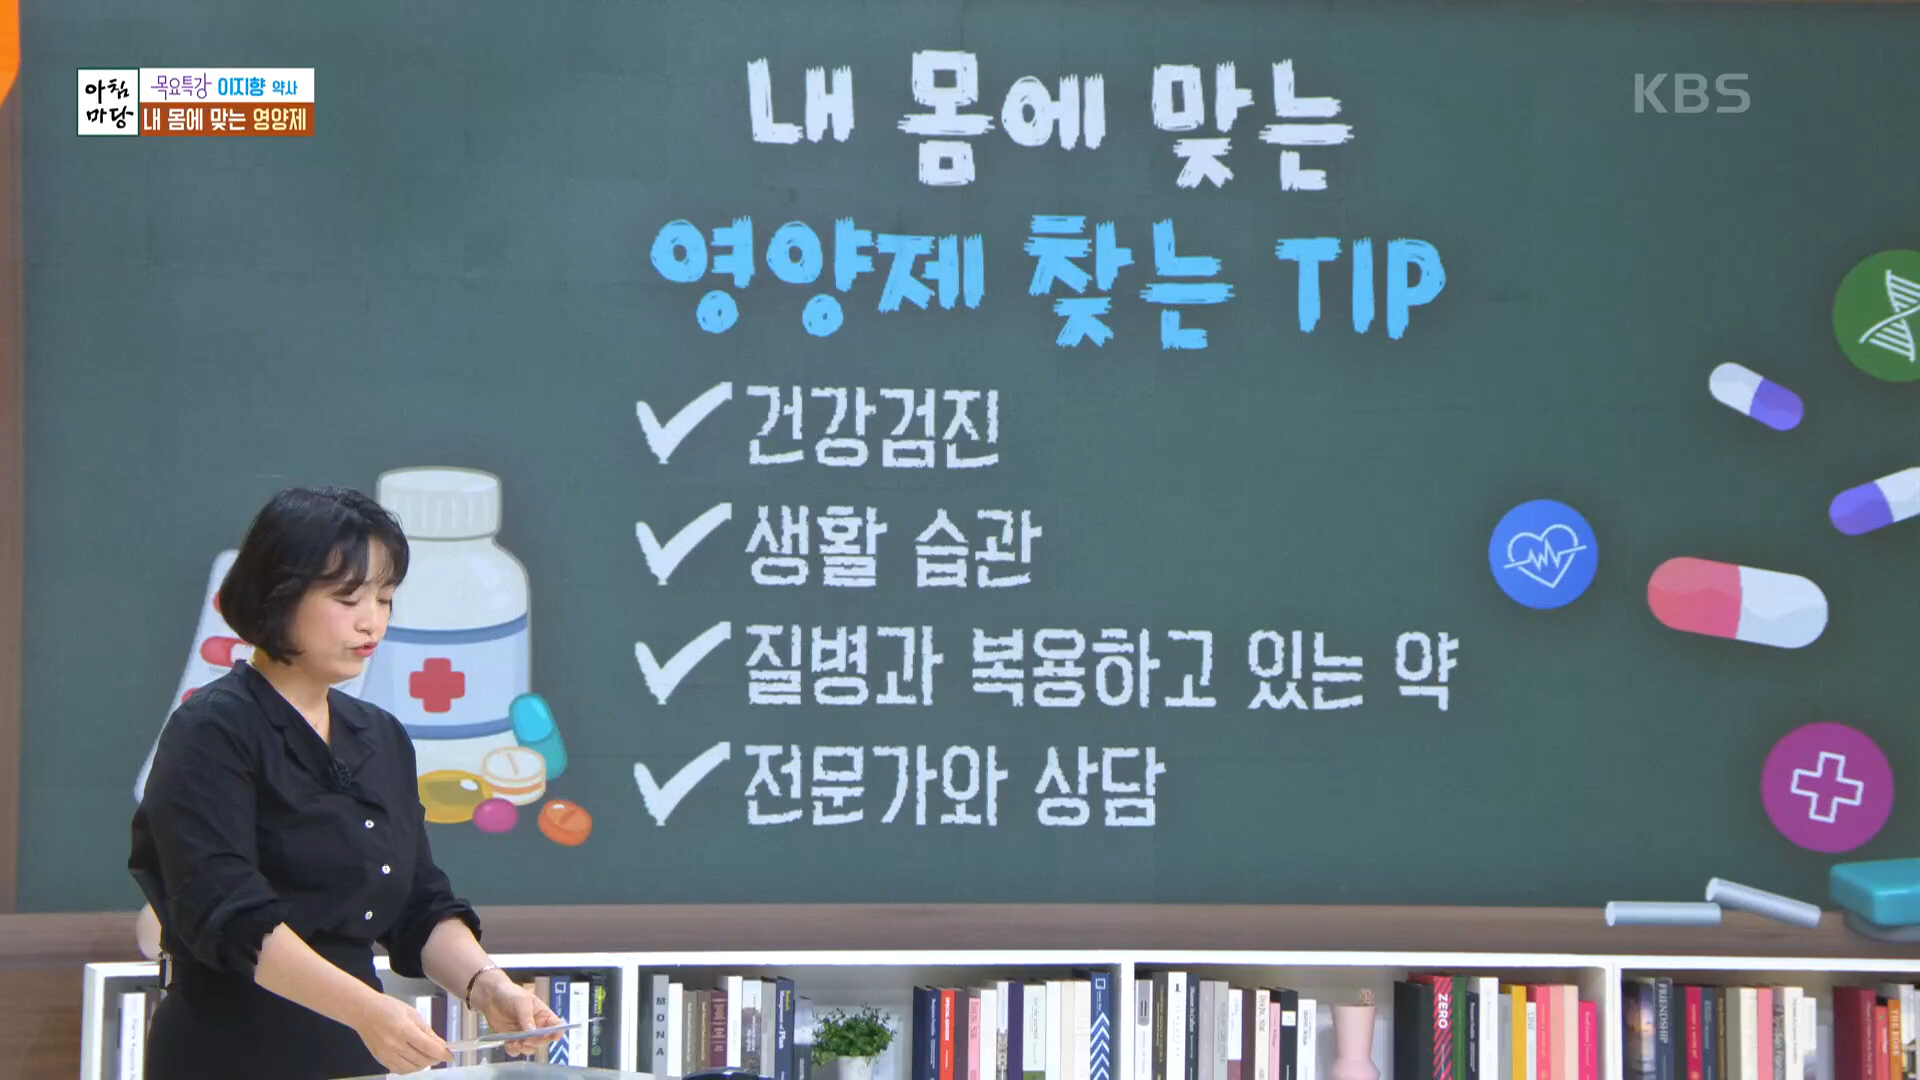 아침
마당
목요특강 이지향 약사
내 몸에 맞는 영양제
KBS
내 몸에 맞는
영양제 찾는 TIP
건강검진
생활 습관
질병과 복용하고 있는 약
전문가와 상담
MONA
ZERO
FRIENDSHIP